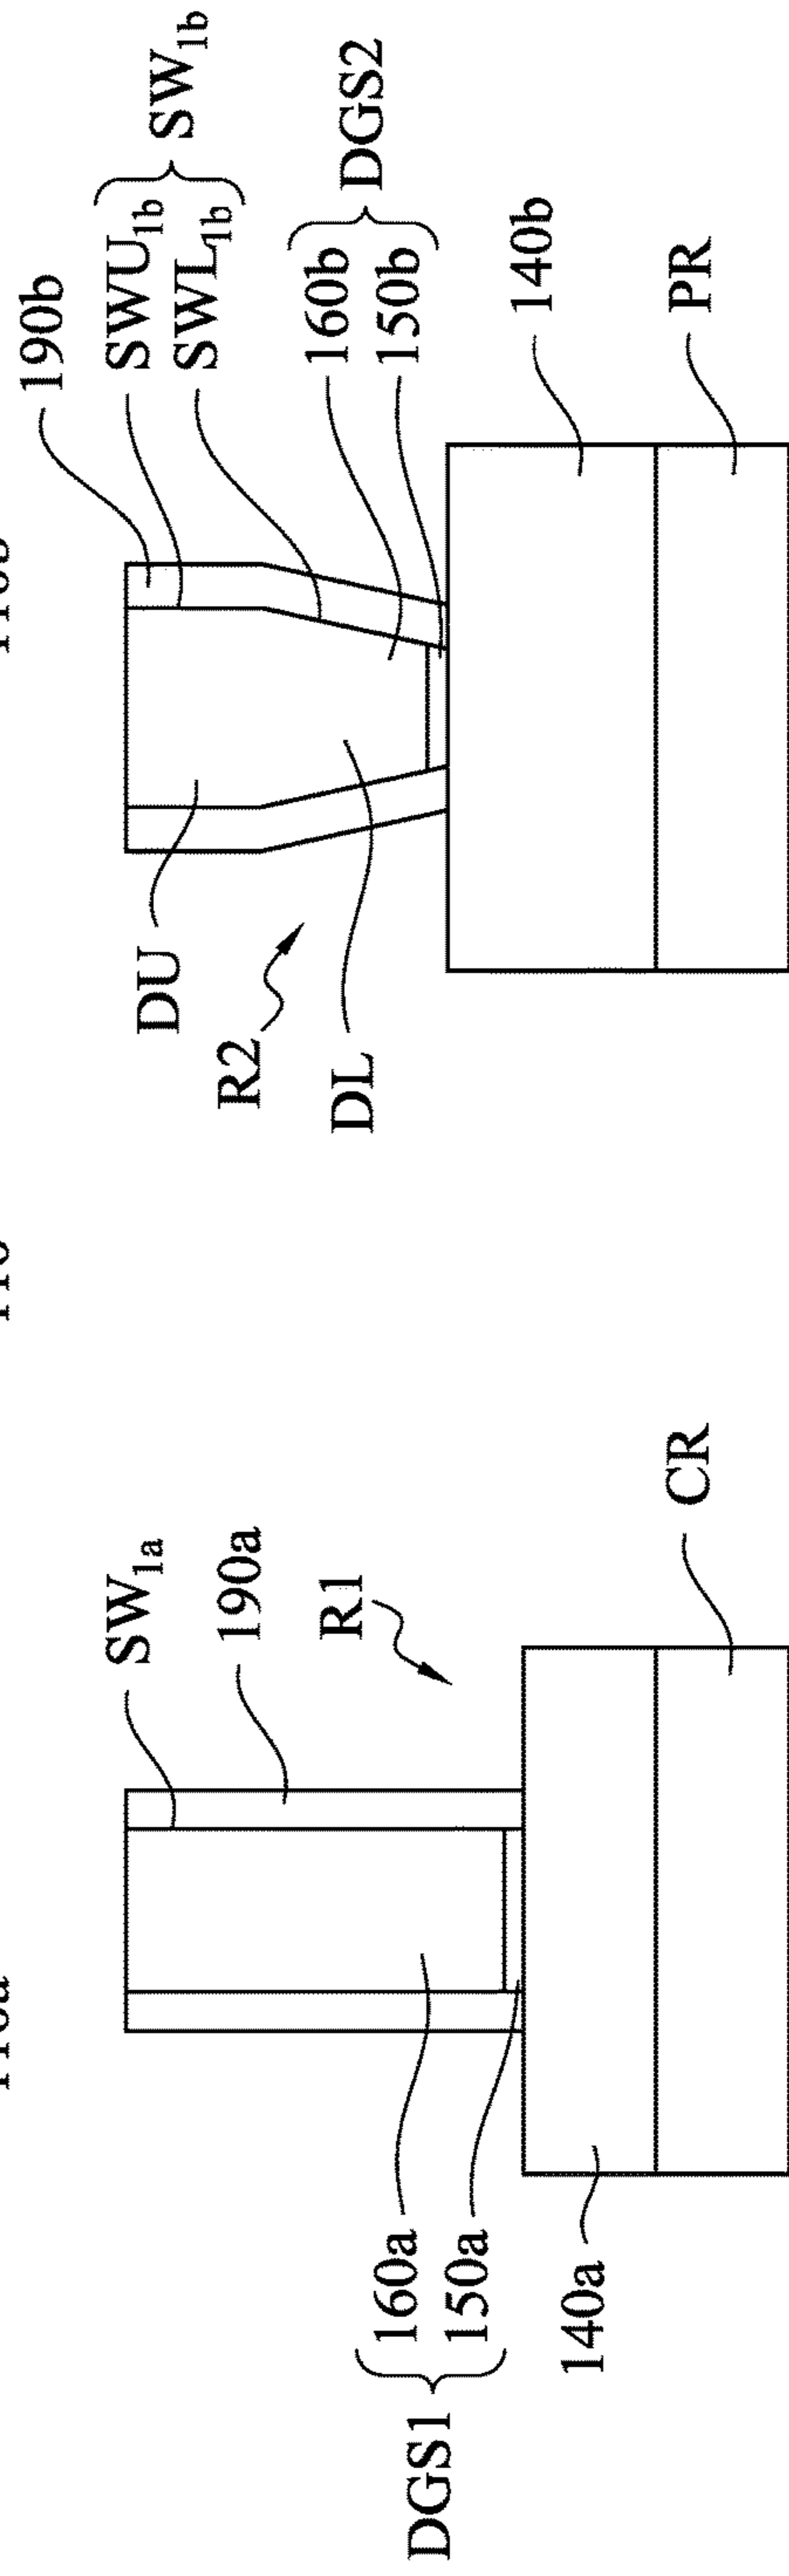 SW1a
190a
R1
160a
150a
DGS1
140a
CR
190b
SWU1b
SWL1b
SW1b
DU
R2
DL
160b
150b
DGS2
140b
PR